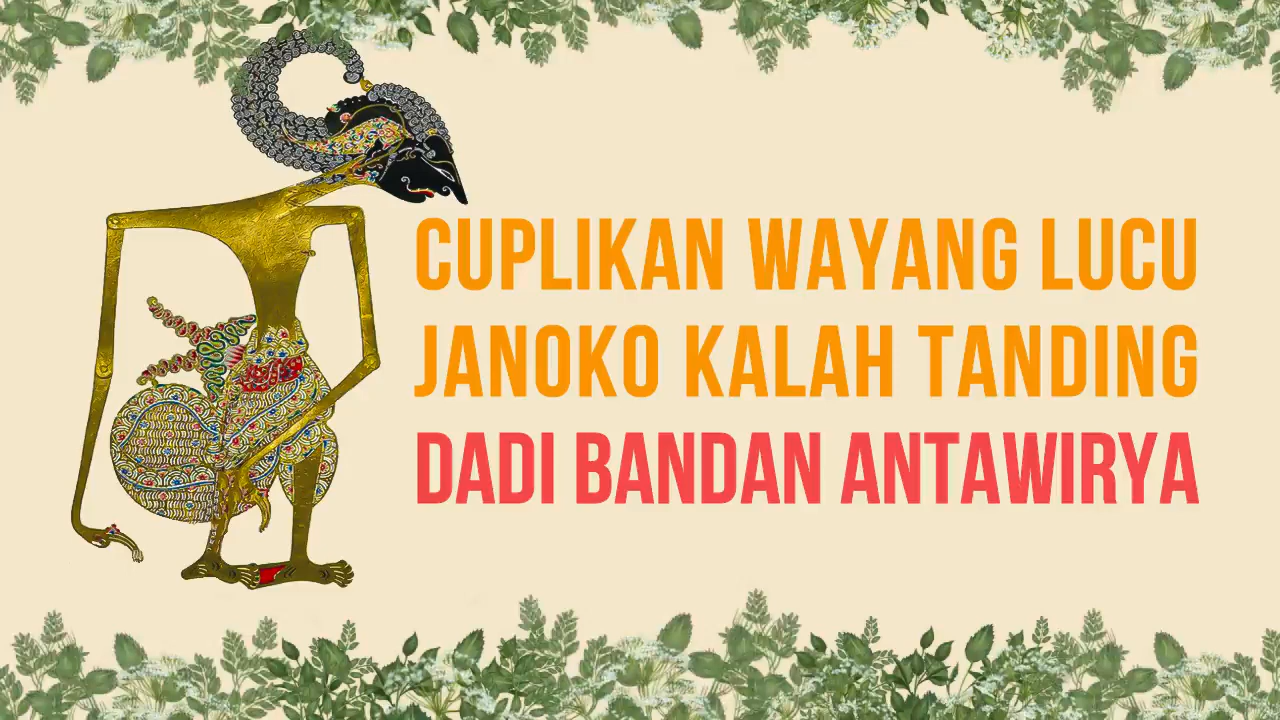 CUPLIKAN WAYANG LUCU
JANOKO KALAH TANDING
DADI BANDAN ANTAWIRYA